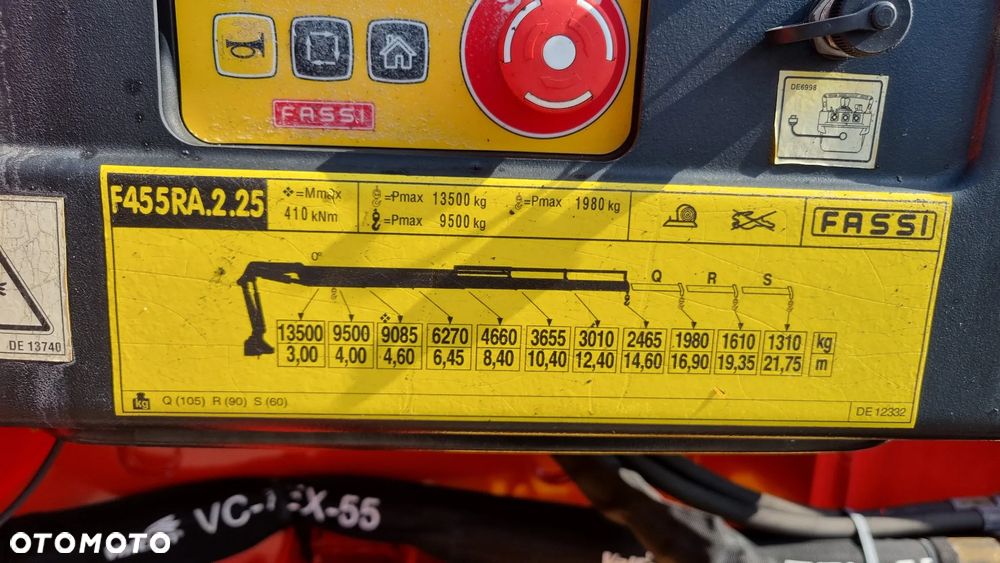 FASSI
DE6998
F455RA.2.25
=Mmax
410 kNm
=Pmax 13500 kg
=Pmax 9500 kg
=Pmax 1980 kg
FASSI
0°
Q R S
13500 9500 9085 6270 4660 3655 3010 2465 1980 1610 1310 kg
3,00 4,00 4,60 6,45 8,40 10,40 12,40 14,60 16,90 19,35 21,75 m
DE 13740
kg Q (105) R (90) S (60)
DE 12332
OTOMOTO